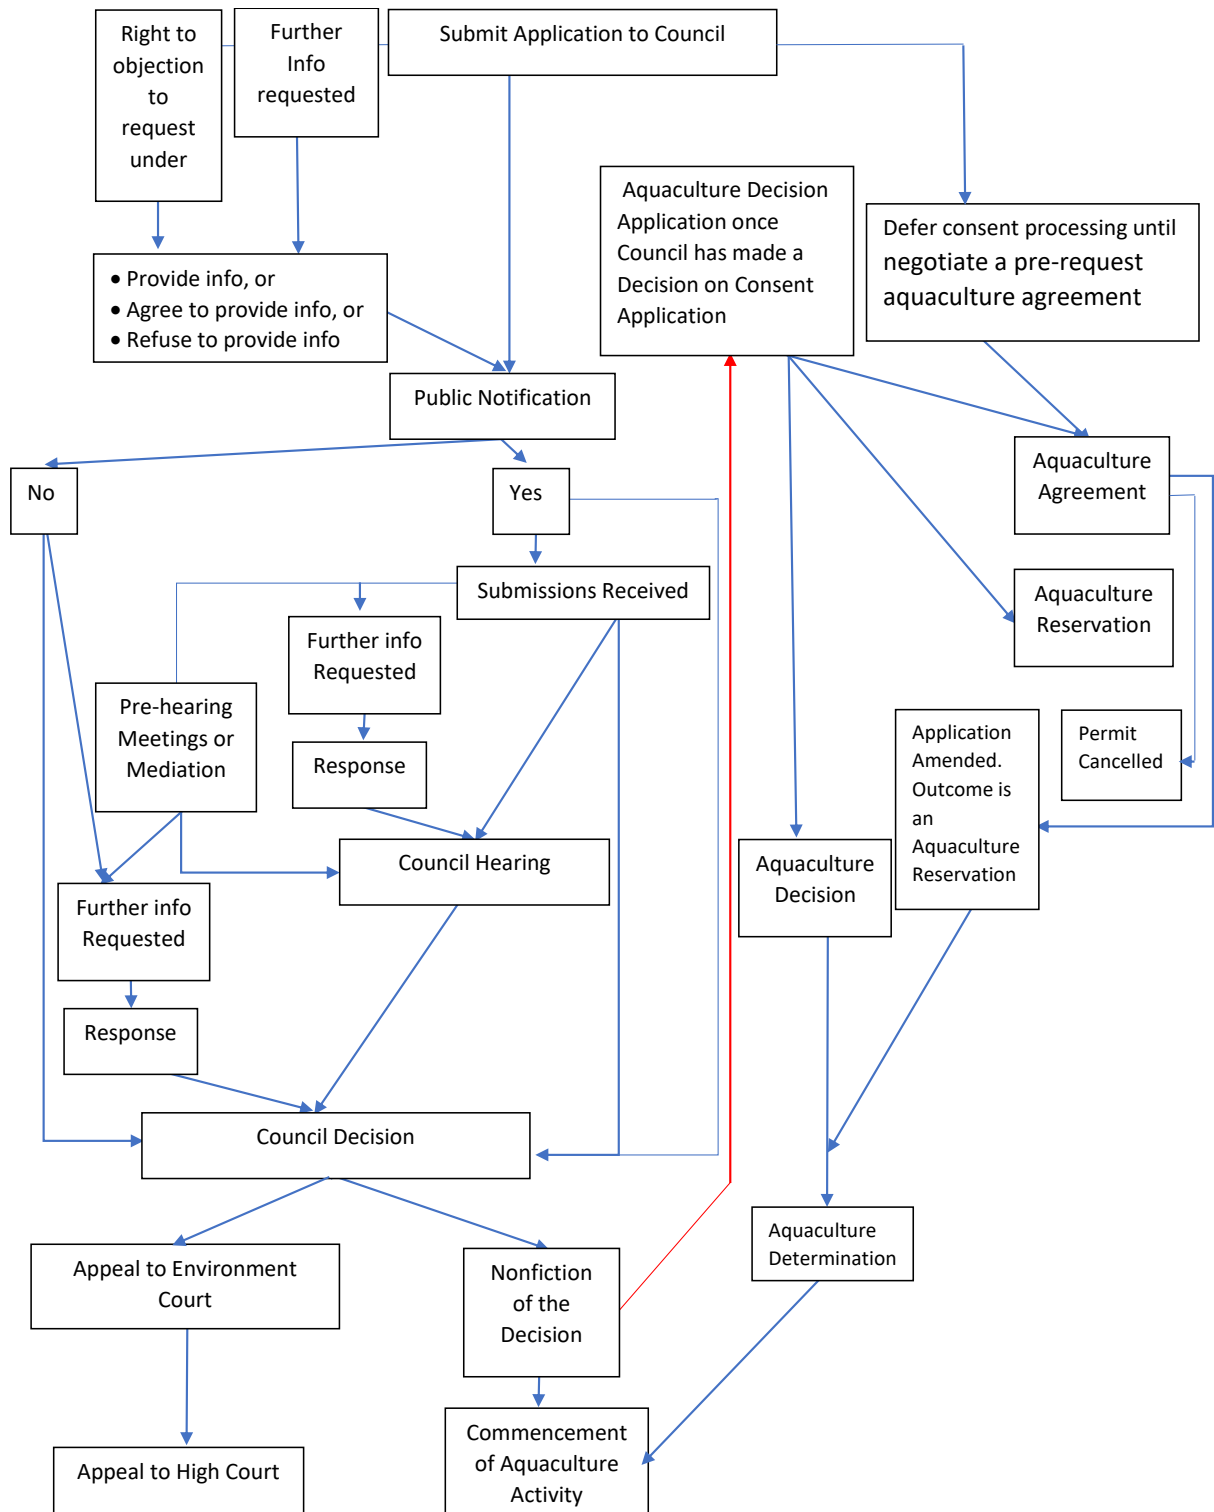 Right to
objection
to
request
under
Further
Info
requested
Submit Application to Council
Aquaculture Decision
Application once
Council has made a
Decision on Consent
Application
Defer consent processing until
negotiate a pre-request
aquaculture agreement
• Provide info, or
• Agree to provide info, or
• Refuse to provide info
Public Notification
No
Yes
Aquaculture
Agreement
Submissions Received
Aquaculture
Reservation
Further info
Requested
Pre-hearing
Meetings or
Mediation
Response
Application
Amended.
Outcome is
an
Aquaculture
Reservation
Permit
Cancelled
Council Hearing
Aquaculture
Decision
Further info
Requested
Response
Council Decision
Aquaculture
Determination
Appeal to Environment
Court
Nonfiction
of the
Decision
Appeal to High Court
Commencement
of Aquaculture
Activity